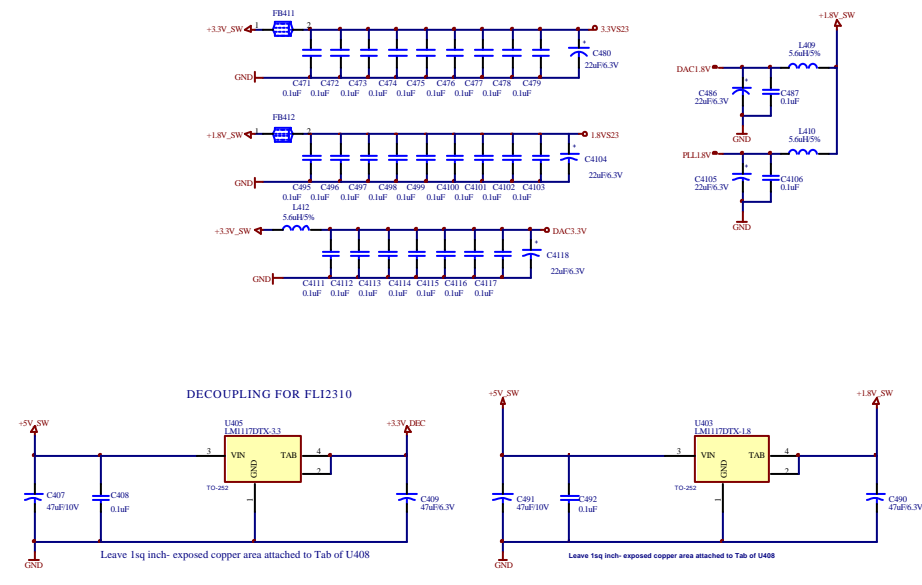 FB411
+3.3V_SW
1
2
3.3VS23
C480
22uF/6.3V
GND
C471
C472
C473
C474
C475
C476
C477
C478
C479
0.1uF
0.1uF
0.1uF
0.1uF
0.1uF
0.1uF
0.1uF
0.1uF
0.1uF
FB412
+1.8V_SW
1
2
1.8VS23
C4104
22uF/6.3V
GND
C495
C496
C497
C498
C499
C4100
C4101
C4102
C4103
0.1uF
0.1uF
0.1uF
0.1uF
0.1uF
0.1uF
0.1uF
0.1uF
0.1uF
L412
5.6uH/5%
+3.3V_SW
DAC3.3V
C4118
22uF/6.3V
GND
C4111
C4112
C4113
C4114
C4115
C4116
C4117
0.1uF
0.1uF
0.1uF
0.1uF
0.1uF
0.1uF
0.1uF
+1.8V_SW
L409
5.6uH/5%
DAC1.8V
C486
22uF/6.3V
C487
0.1uF
GND
L410
5.6uH/5%
PLL1.8V
C4105
22uF/6.3V
C4106
0.1uF
GND
DECOUPLING FOR FLI2310
+5V_SW
U405
LM1117DTX-3.3
+3.3V_DEC
3
VIN
GND
TAB
4
2
1
TO-252
C407
47uF/10V
C408
0.1uF
C409
47uF/6.3V
GND
Leave 1sq inch- exposed copper area attached to Tab of U408
+5V_SW
U403
LM1117DTX-1.8
+1.8V_SW
3
VIN
GND
TAB
4
2
1
TO-252
C491
47uF/10V
C492
0.1uF
C490
47uF/6.3V
GND
Leave 1sq inch- exposed copper area attached to Tab of U408